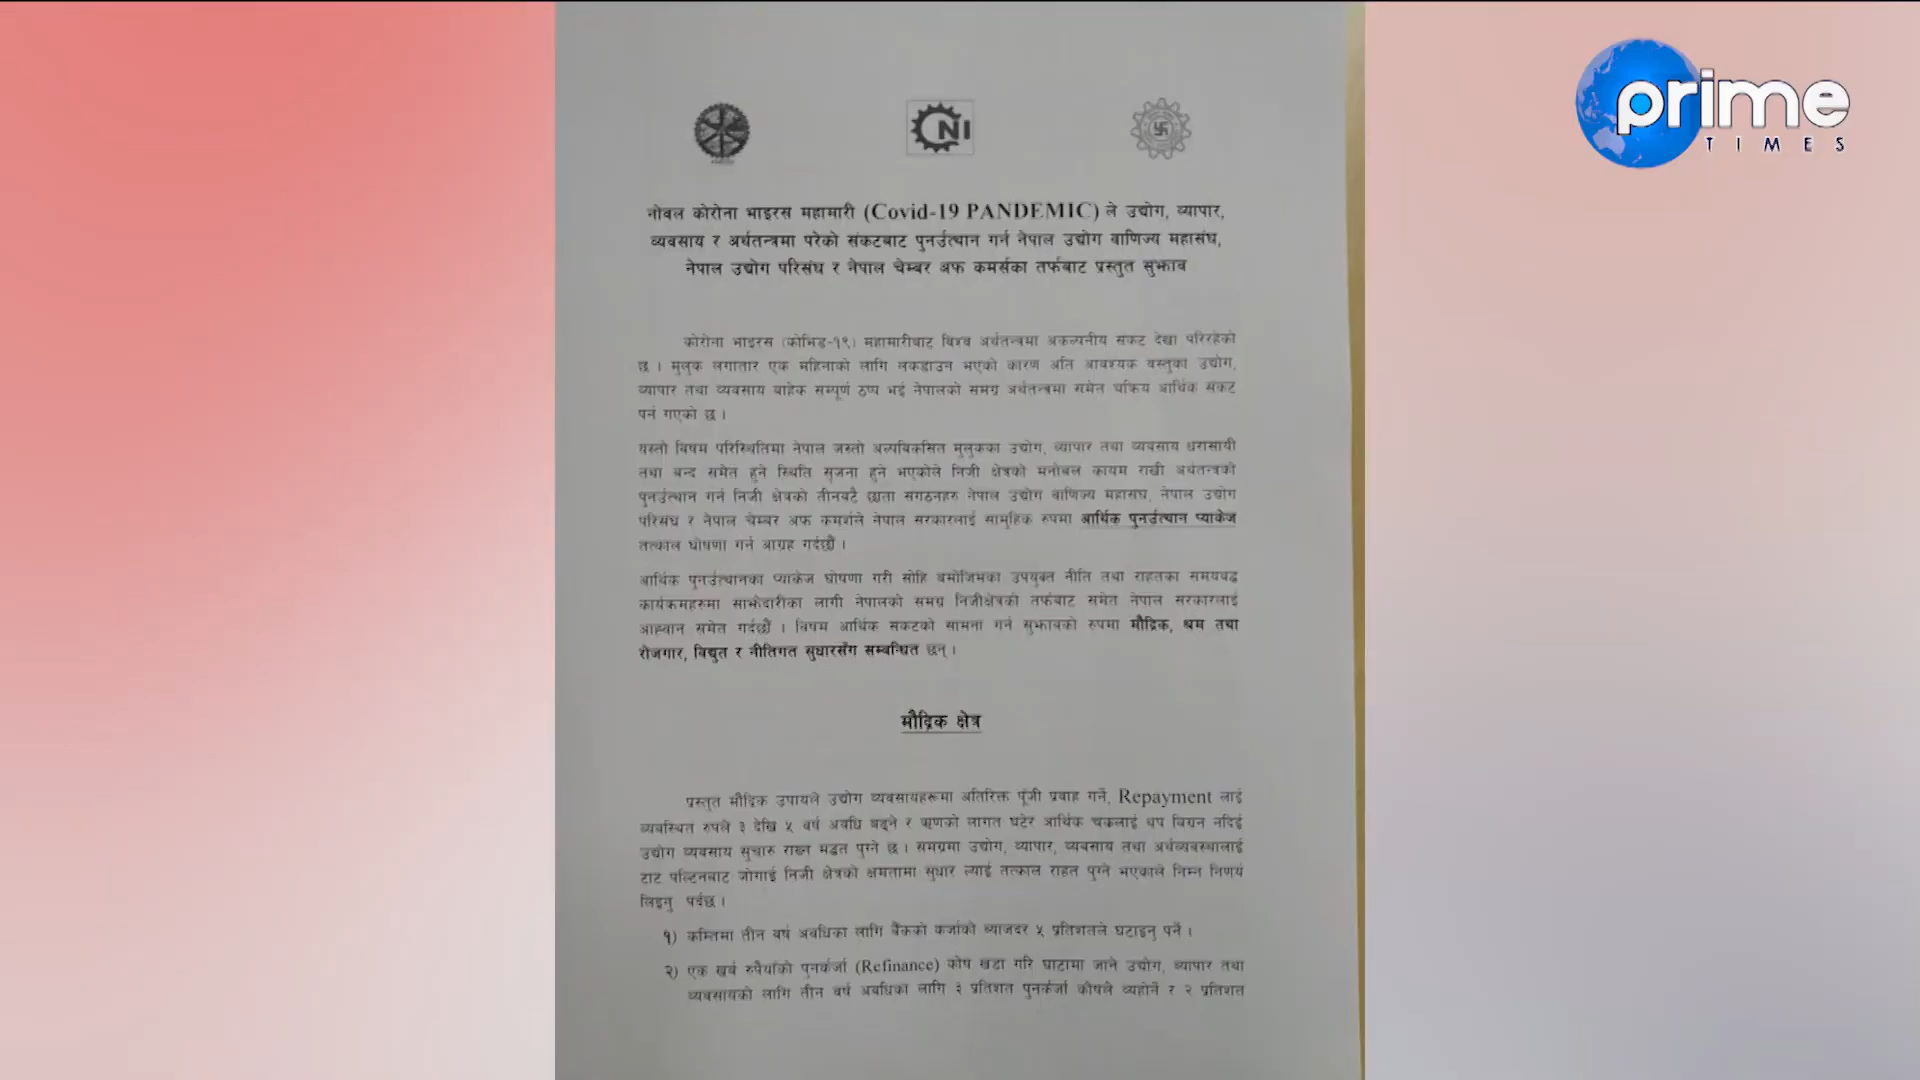 prime
TIMES
CNI
नोवल कोरोना भाइरस महामारी (Covid-19 PANDEMIC) ले उद्योग, व्यापार,
व्यवसाय र अर्थतन्त्रमा परेको संकटबाट पुनर्उत्थान गर्न नेपाल उद्योग वाणिज्य महासंघ,
नेपाल उद्योग परिसंघ र नेपाल चेम्बर अफ कमर्सका तर्फबाट प्रस्तुत सुझाव
कोरोना भाइरस (कोभिड-१९) महामारीबाट विश्व अर्थतन्त्रमा अकल्पनीय संकट देखा परिरहेको
छ । मुलुक लगातार एक महिनाको लागि लकडाउन भएको कारण अति आवश्यक वस्तुका उद्योग,
व्यापार तथा व्यवसाय बाहेक सम्पूर्ण ठप्प भई नेपालको समग्र अर्थतन्त्रमा समेत चक्रिय आर्थिक संकट
पर्न गएको छ ।
यस्तो विषम परिस्थितिमा नेपाल जस्तो अल्पविकसित मुलुकका उद्योग, व्यापार तथा व्यवसाय धरासायी
तथा बन्द समेत हुने स्थिति सृजना हुने भएकोले निजी क्षेत्रको मनोबल कायम राखी अर्थतन्त्रको
पुनर्उत्थान गर्न निजी क्षेत्रको तीनवटै छाता संगठनहरु नेपाल उद्योग वाणिज्य महासंघ, नेपाल उद्योग
परिसंघ र नेपाल चेम्बर अफ कमर्शले नेपाल सरकारलाई सामुहिक रुपमा आर्थिक पुनर्उत्थान प्याकेज
तत्काल घोषणा गर्न आग्रह गर्दछौं ।
आर्थिक पुनर्उत्थानका प्याकेज घोषणा गरी सोहि बमोजिमका उपयुक्त नीति तथा राहतका समयबद्ध
कार्यक्रमहरुमा साझेदारीका लागी नेपालको समग्र निजीक्षेत्रको तर्फबाट समेत नेपाल सरकारलाई
आह्वान समेत गर्दछौं । विषम आर्थिक संकटको सामना गर्न सुझावको रुपमा मौद्रिक, श्रम तथा
रोजगार, विद्युत र नीतिगत सुधारसँग सम्बन्धित छन् ।
मौद्रिक क्षेत्र
प्रस्तुत मौद्रिक उपायले उद्योग व्यवसायहरूमा अतिरिक्त पूंजी प्रवाह गर्ने, Repayment लाई
व्यवस्थित रुपले ३ देखि ५ वर्ष अवधि बढ्ने र ऋणको लागत घटेर आर्थिक चक्रलाई थप बिग्रन नदिई
उद्योग व्यवसाय सुचारु राख्न मद्धत पुग्ने छ । समग्रमा उद्योग, व्यापार, व्यवसाय तथा अर्थव्यवस्थालाई
टाट पल्टिनबाट जोगाई निजी क्षेत्रको क्षमतामा सुधार ल्याई तत्काल राहत पुग्ने भएकाले निम्न निर्णय
लिइनु पर्दछ ।
१) कम्तिमा तीन वर्ष अवधिका लागि बैंकको कर्जाको ब्याजदर ५ प्रतिशतले घटाइनु पर्ने ।
२) एक खर्ब रुपैयाँको पुनर्कर्जा (Refinance) कोष खडा गरि घाटामा जाने उद्योग, व्यापार तथा
व्यवसायको लागि तीन वर्ष अवधिका लागि ३ प्रतिशत पुनर्कर्जा कोषले व्यहोर्ने र २ प्रतिशत